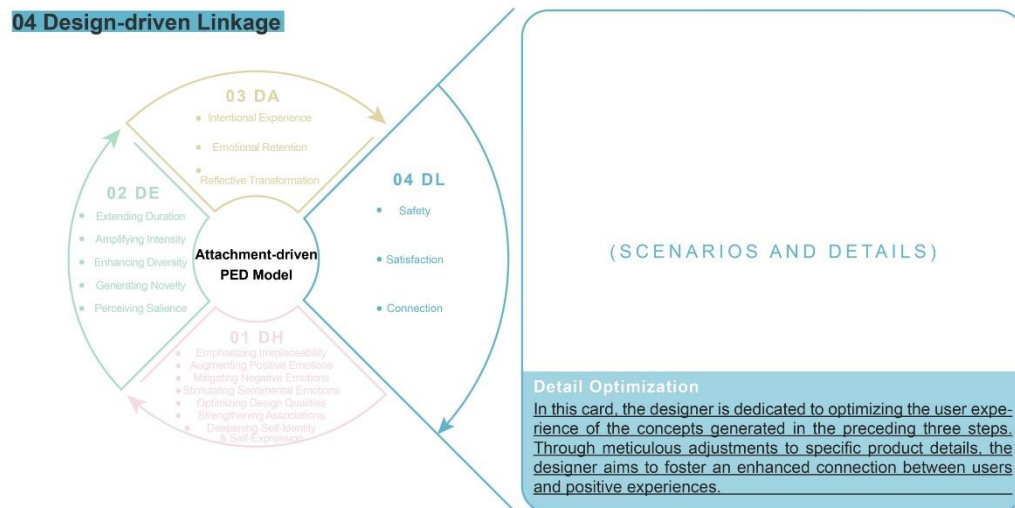 04 Design-driven Linkage
03 DA
Intentional Experience
Emotional Retention
Reflective Transformation
02 DE
Extending Duration
Amplifying Intensity
Enhancing Diversity
Generating Novelty
Perceiving Salience
Attachment-driven
PED Model
01 DH
Emphasizing Irreplaceability
Augmenting Positive Emotions
Mitigating Negative Emotions
Stimulating Sentimental Emotions
Optimizing Design Qualities
Strengthening Associations
Deepening Self-Identity
& Self-Expression
04 DL
Safety
Satisfaction
Connection
(SCENARIOS AND DETAILS)
Detail Optimization
In this card, the designer is dedicated to optimizing the user expe-
rience of the concepts generated in the preceding three steps.
Through meticulous adjustments to specific product details, the
designer aims to foster an enhanced connection between users
and positive experiences.